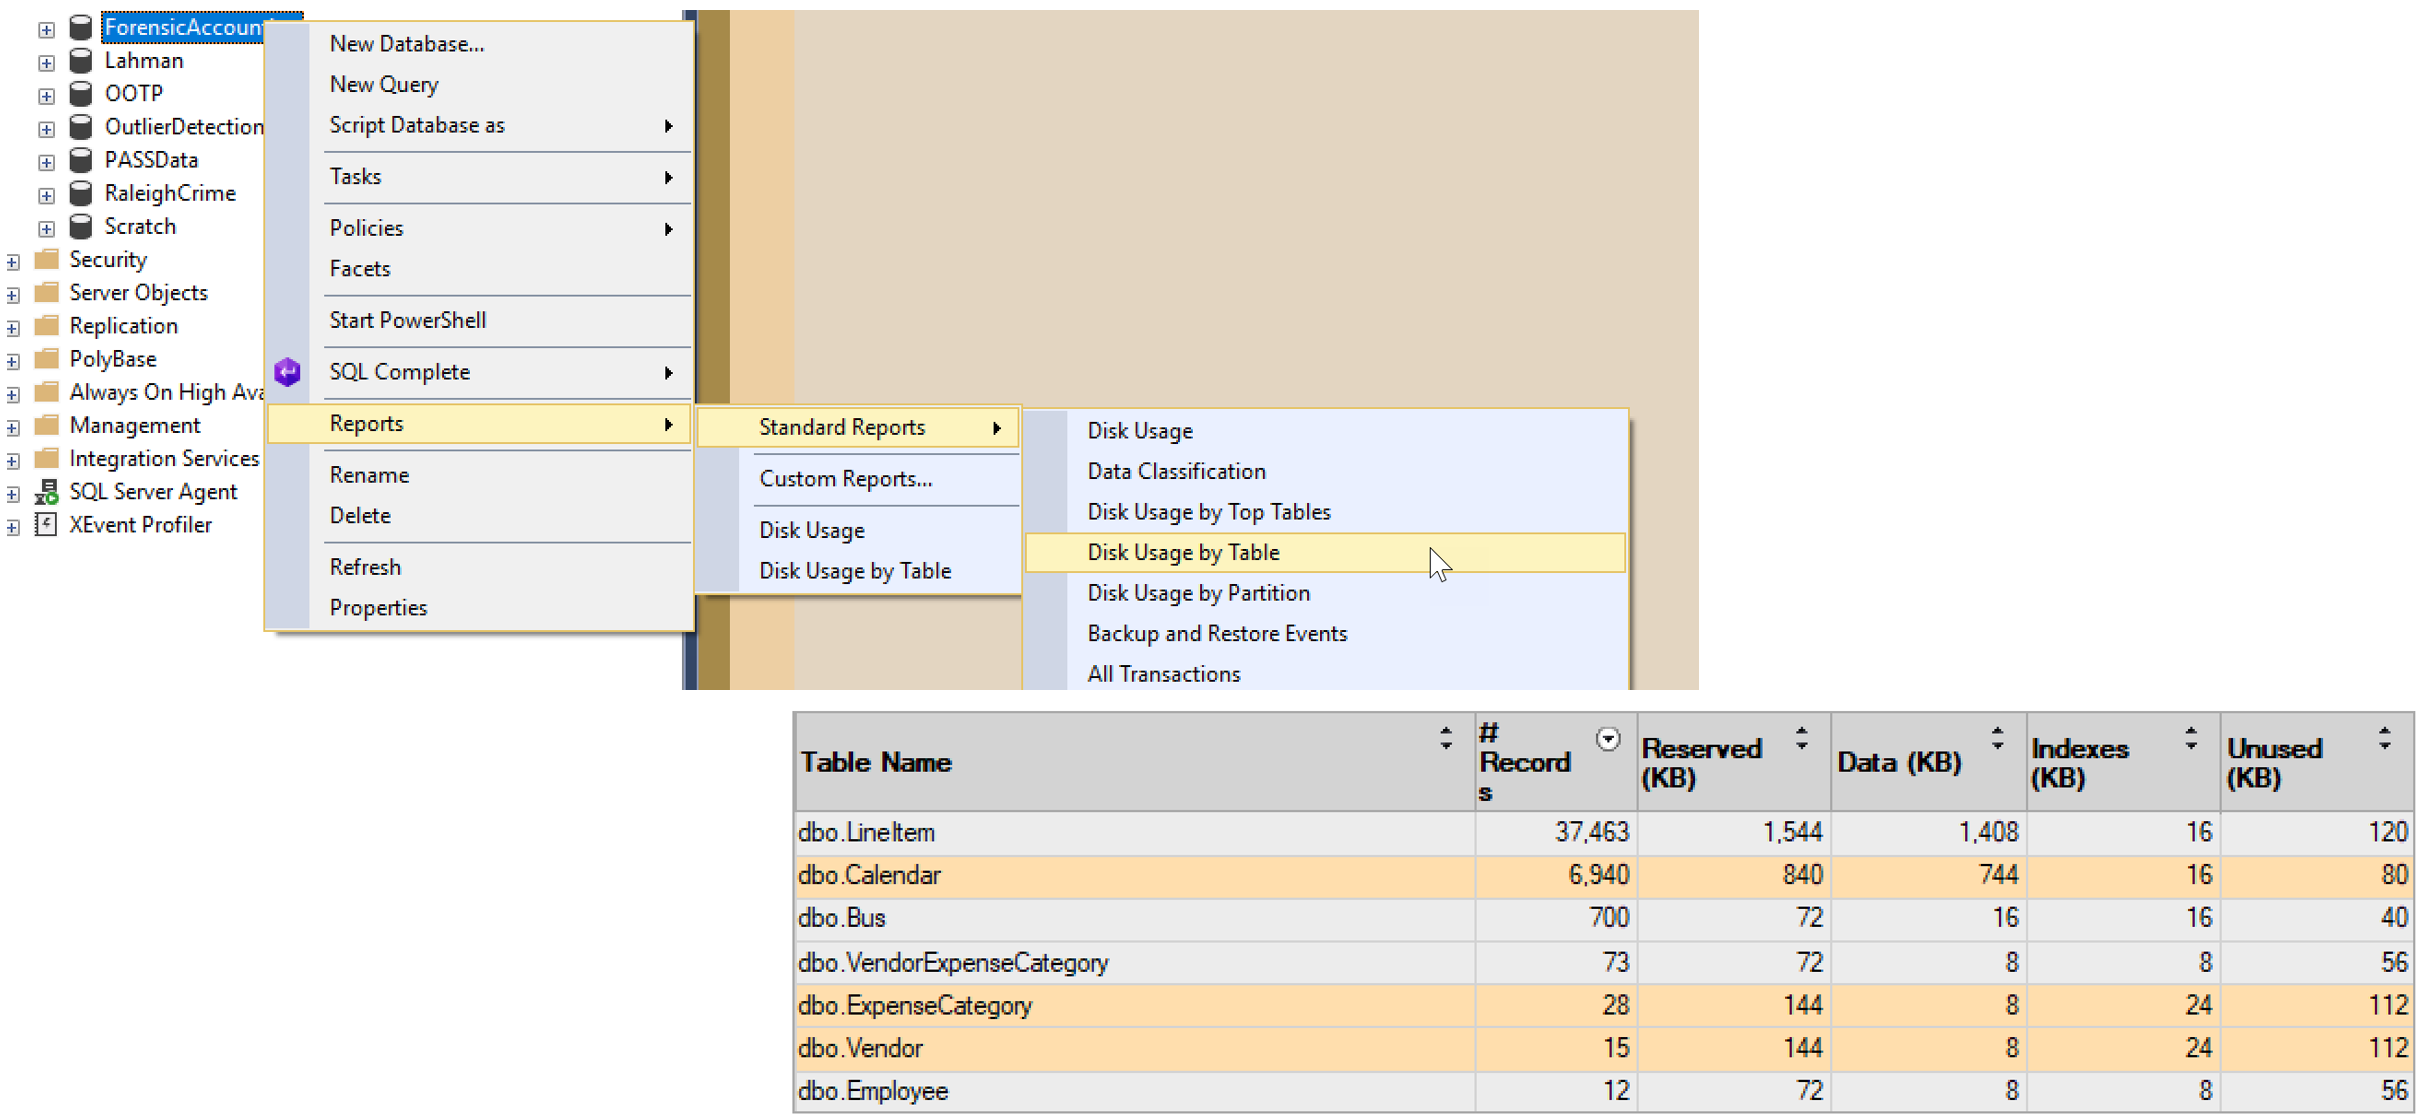 ForensicAccount
Lahman
OOTP
OutlierDetection
PASSData
RaleighCrime
Scratch
Security
Server Objects
Replication
PolyBase
Always On High Ava
Management
Integration Services
SQL Server Agent
XEvent Profiler
New Database...
New Query
Script Database as
Tasks
Policies
Facets
Start PowerShell
SQL Complete
Reports
Rename
Delete
Refresh
Properties
Standard Reports
Custom Reports...
Disk Usage
Disk Usage by Table
Disk Usage
Data Classification
Disk Usage by Top Tables
Disk Usage by Table
Disk Usage by Partition
Backup and Restore Events
All Transactions
Table Name # Records Reserved (KB) Data (KB) Indexes (KB) Unused (KB)
dbo.LineItem 37,463 1,544 1,408 16 120
dbo.Calendar 6,940 840 744 16 80
dbo.Bus 700 72 16 16 40
dbo.VendorExpenseCategory 73 72 8 8 56
dbo.ExpenseCategory 28 144 8 24 112
dbo.Vendor 15 144 8 24 112
dbo.Employee 12 72 8 8 56